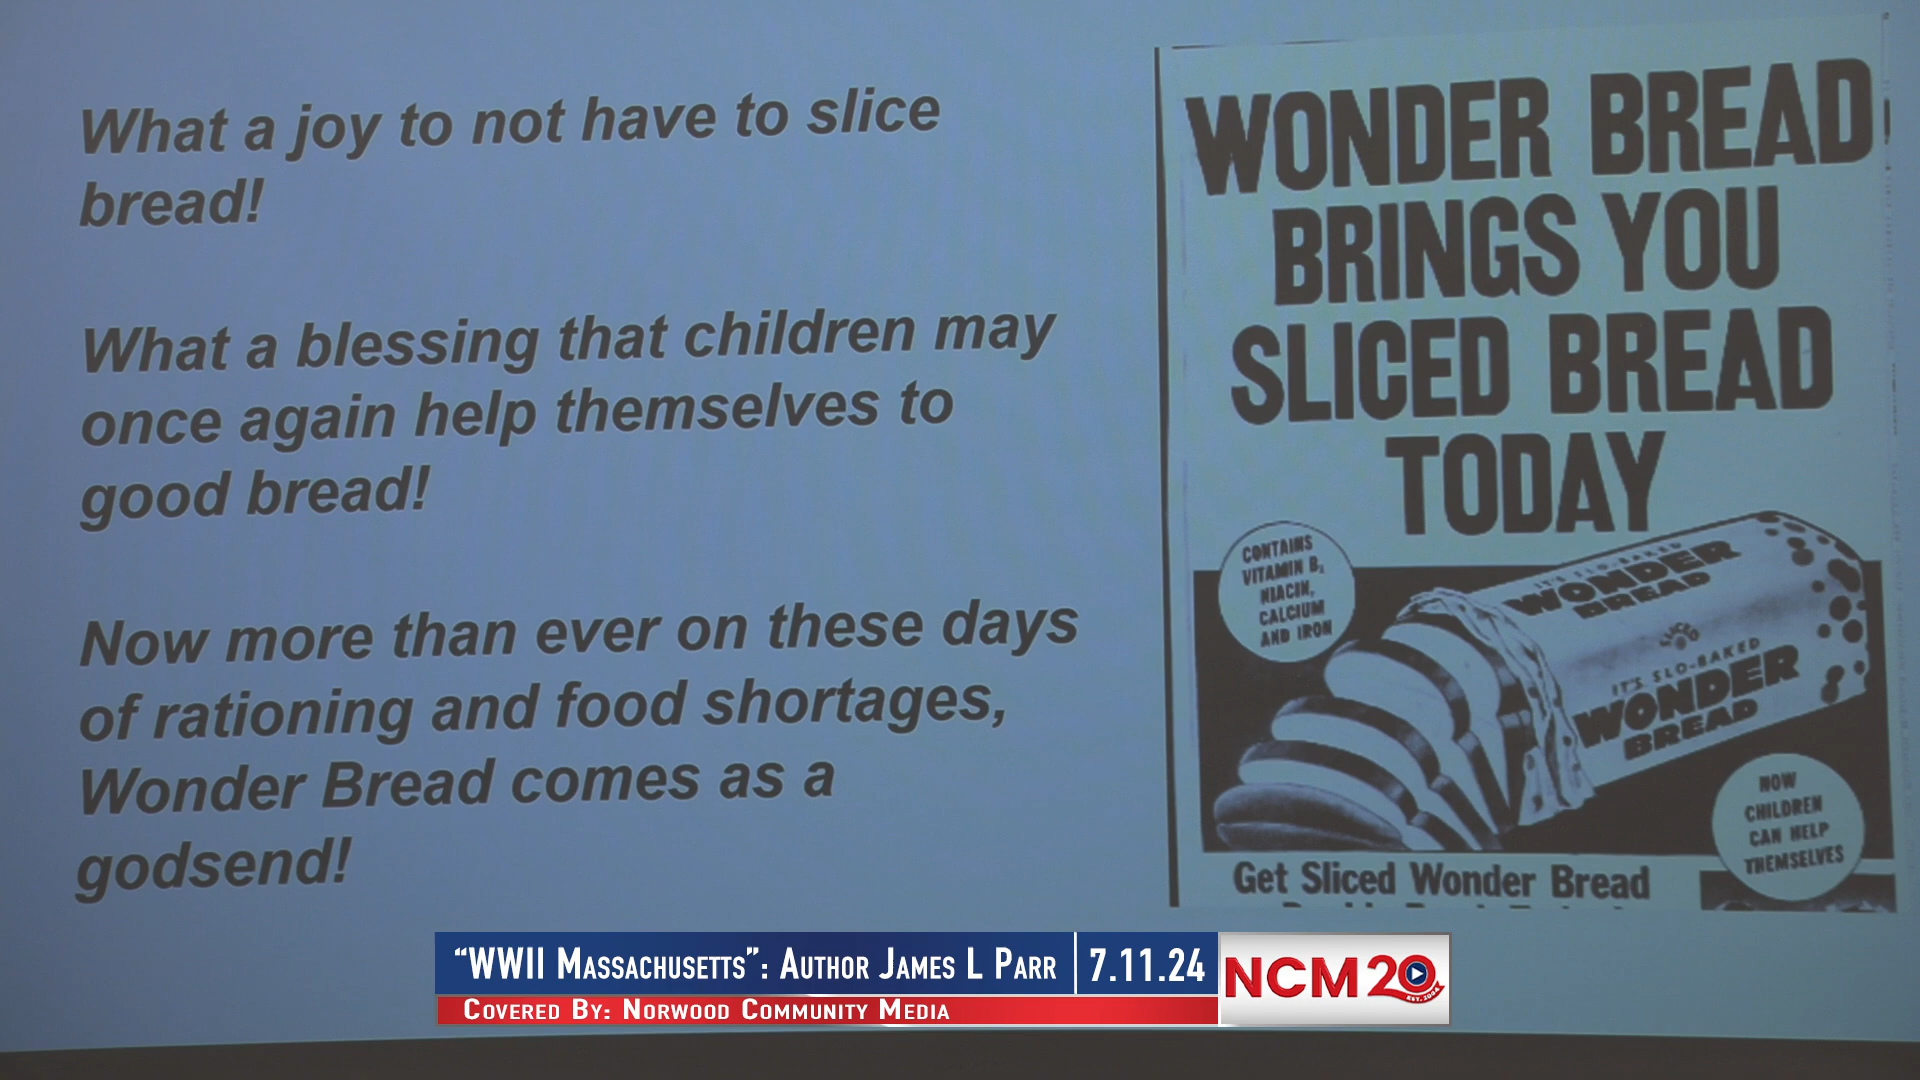 What a joy to not have to slice
bread!
What a blessing that children may
once again help themselves to
good bread!
Now more than ever on these days
of rationing and food shortages,
Wonder Bread comes as a
godsend!
WONDER BREAD
BRINGS YOU
SLICED BREAD
TODAY
CONTAINS
VITAMIN B1
NIACIN,
CALCIUM
AND IRON
IT'S SLO-BAKED
WONDER
BREAD
SLICED
IT'S SLO-BAKED
WONDER
BREAD
NOW
CHILDREN
CAN HELP
THEMSELVES
Get Sliced Wonder Bread
"WWII MASSACHUSETTS": AUTHOR JAMES L PARR
7.11.24
COVERED BY: NORWOOD COMMUNITY MEDIA
NCM20
EST. 2004